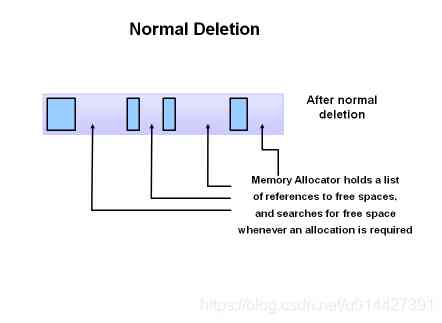 Normal Deletion
After normal
deletion
Memory Allocator holds a list
of references to free spaces,
and searches for free space
whenever an allocation is required
https://blog.csdn.net/u014427391